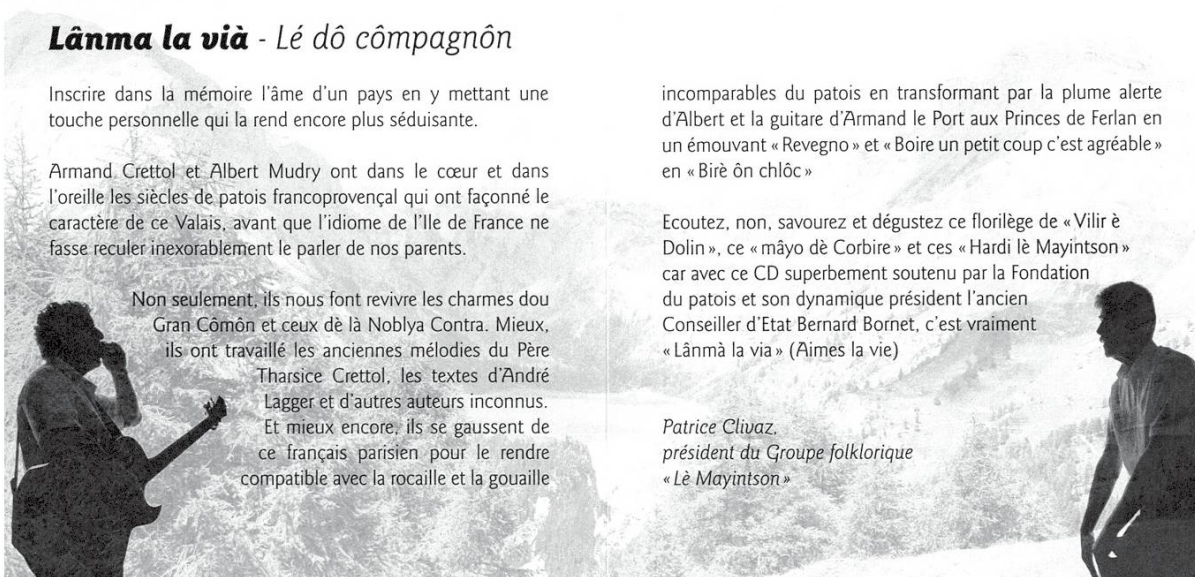 Lânma la vià - Lé dô cômpagnôn
Inscrire dans la mémoire l'âme d'un pays en y mettant une
touche personnelle qui la rend encore plus séduisante.
Armand Crettol et Albert Mudry ont dans le cœur et dans
l'oreille les siècles de patois francoprovençal qui ont façonné le
caractère de ce Valais, avant que l'idiome de l'Ile de France ne
fasse reculer inexorablement le parler de nos parents.
Non seulement, ils nous font revivre les charmes dou
Gran Cômôn et ceux dè là Noblya Contra. Mieux,
ils ont travaillé les anciennes mélodies du Père
Tharsice Crettol, les textes d'André
Lagger et d'autres auteurs inconnus.
Et mieux encore, ils se gaussent de
ce français parisien pour le rendre
compatible avec la rocaille et la gouaille
incomparables du patois en transformant par la plume alerte
d'Albert et la guitare d'Armand le Port aux Princes de Ferlan en
un émouvant « Revegno » et « Boire un petit coup c'est agréable »
en « Birè ôn chlôc »
Ecoutez, non, savourez et dégustez ce florilège de « Vilir è
Dolin », ce « mâyo dè Corbire » et ces « Hardi lè Mayintson »
car avec ce CD superbement soutenu par la Fondation
du patois et son dynamique président l'ancien
Conseiller d'Etat Bernard Bornet, c'est vraiment
« Lânmà la via » (Aimes la vie)
Patrice Clivaz,
président du Groupe folklorique
« Lè Mayintson »